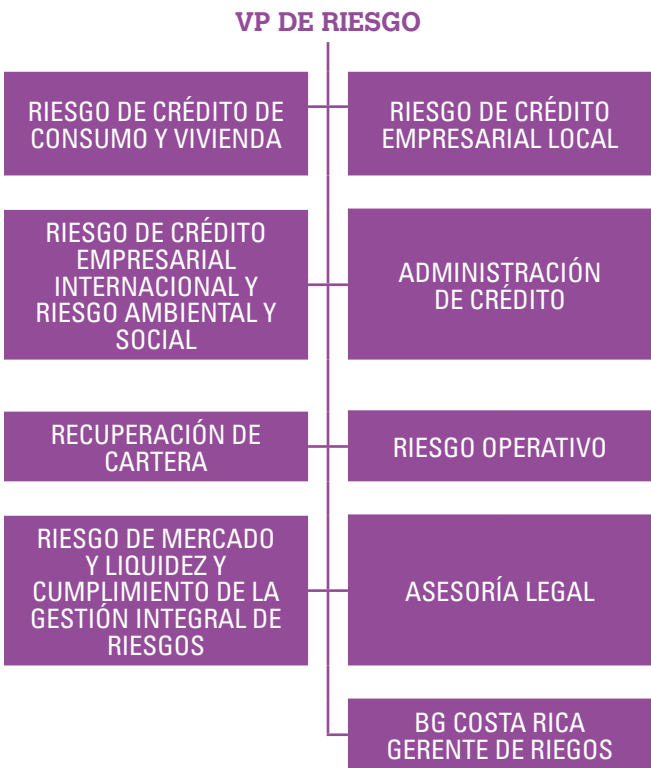 VP DE RIESGO
RIESGO DE CRÉDITO DE
CONSUMO Y VIVIENDA
RIESGO DE CRÉDITO
EMPRESARIAL LOCAL
RIESGO DE CRÉDITO
EMPRESARIAL
INTERNACIONAL Y
RIESGO AMBIENTAL Y
SOCIAL
ADMINISTRACIÓN
DE CRÉDITO
RECUPERACIÓN DE
CARTERA
RIESGO OPERATIVO
RIESGO DE MERCADO
Y LIQUIDEZ Y
CUMPLIMIENTO DE LA
GESTIÓN INTEGRAL DE
RIESGOS
ASESORÍA LEGAL
BG COSTA RICA
GERENTE DE RIEGOS